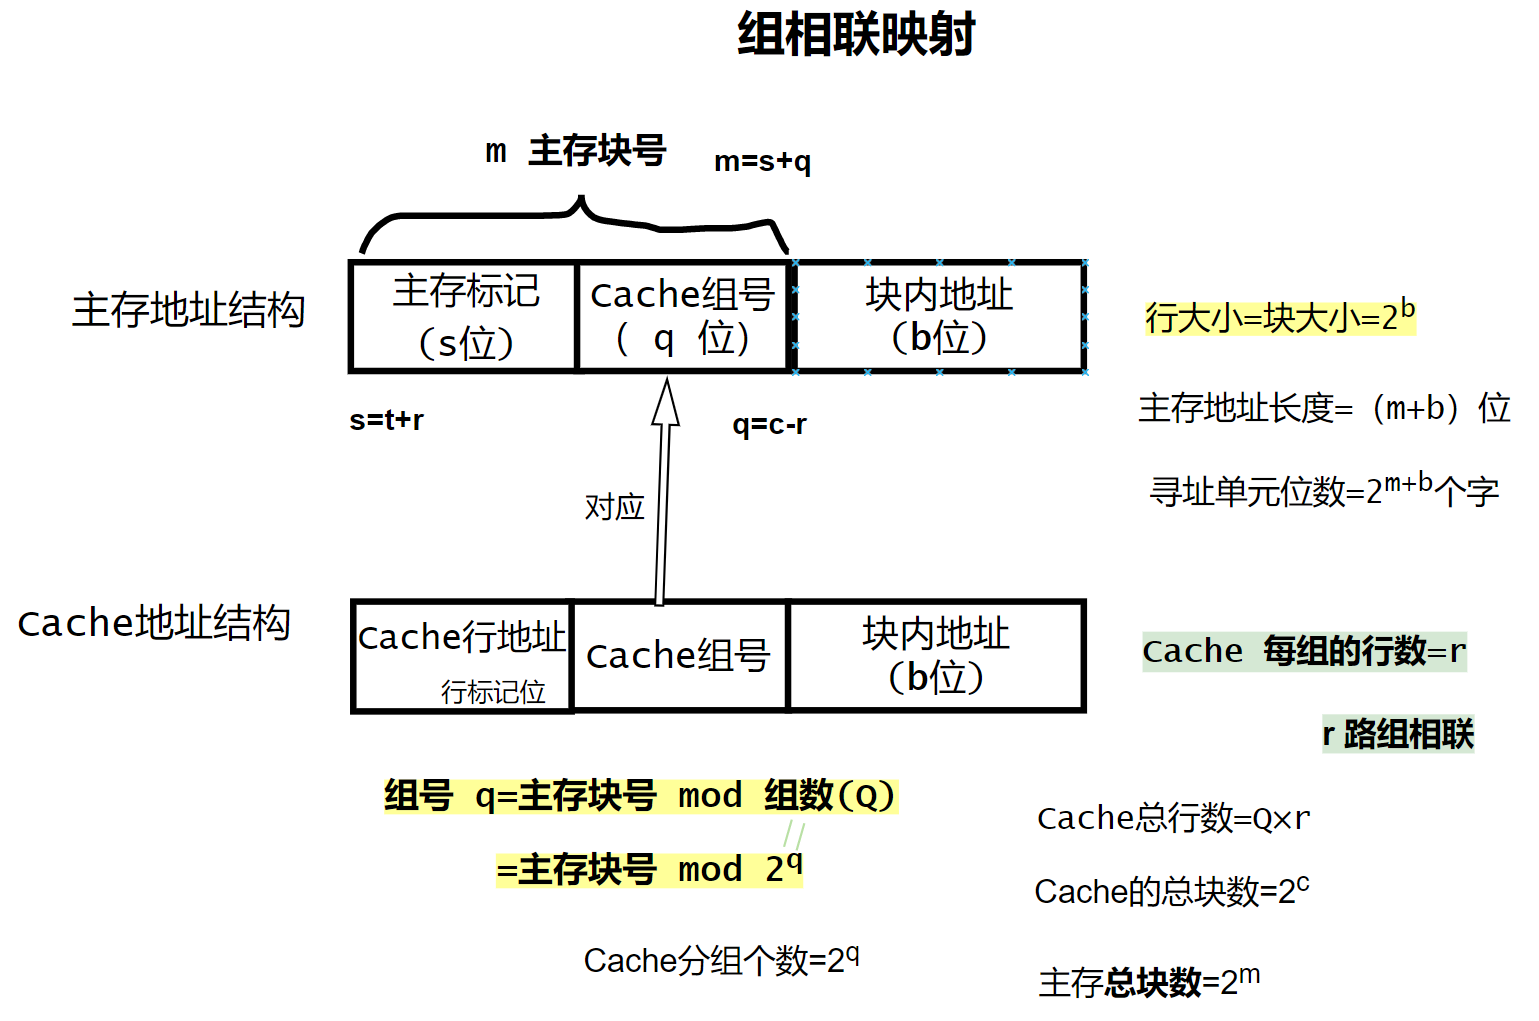 组相联映射
m 主存块号 m=s+q
主存地址结构
主存标记
（s位）
Cache组号
( q 位)
块内地址
（b位）
行大小=块大小=2^b
s=t+r
q=c-r
主存地址长度=（m+b）位
对应
寻址单元位数=2^m+b个字
Cache地址结构
Cache行地址
行标记位
Cache组号
块内地址
（b位）
Cache 每组的行数=r
r 路组相联
组号 q=主存块号 mod 组数(Q)
=主存块号 mod 2^q
Cache分组个数=2^q
Cache总行数=Q×r
Cache的总块数=2^c
主存总块数=2^m